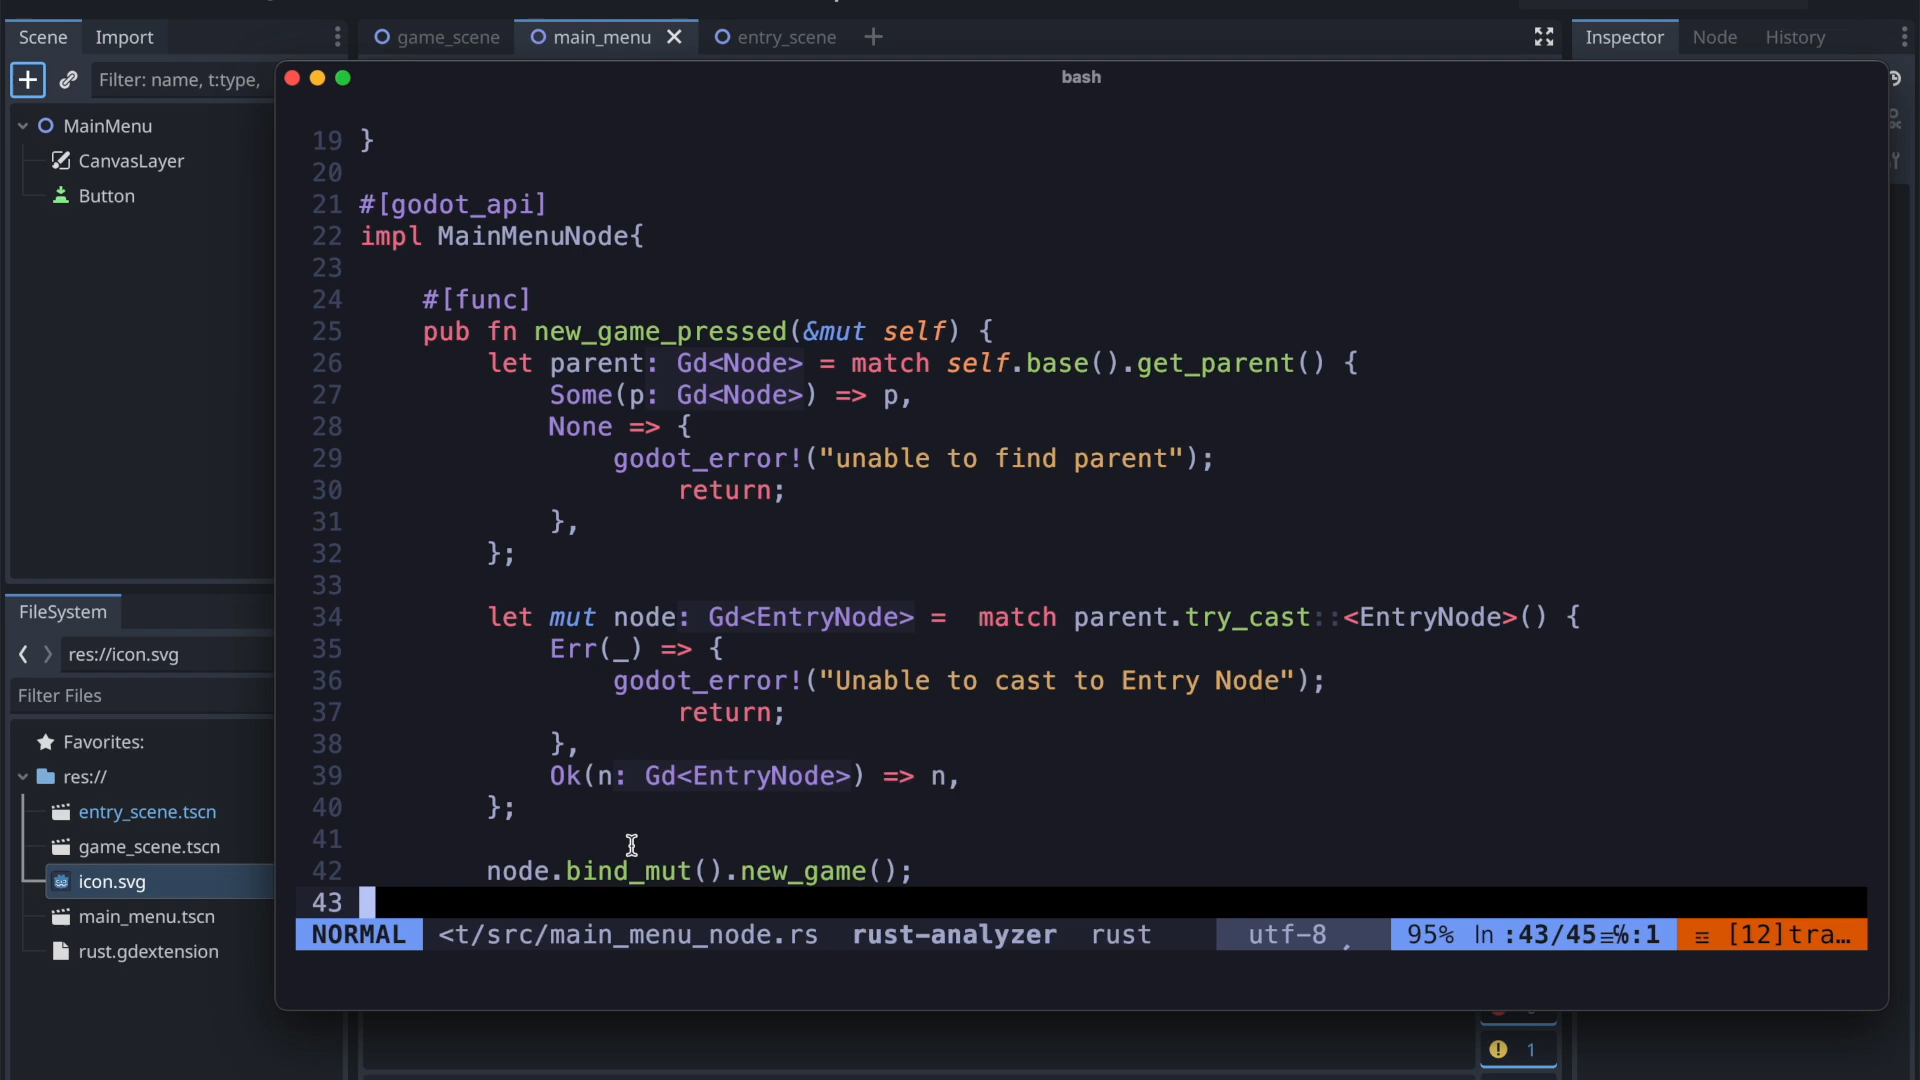 Scene
Import
game_scene
main_menu
entry_scene
Inspector
Node
History
Filter: name, t:type,
bash
MainMenu
CanvasLayer
Button
19 }
20
21 #[godot_api]
22 impl MainMenuNode{
23
24     #[func]
25     pub fn new_game_pressed(&mut self) {
26         let parent: Gd<Node> = match self.base().get_parent() {
27             Some(p: Gd<Node>) => p,
28             None => {
29                 godot_error!("unable to find parent");
30                     return;
31             },
32         };
33
34         let mut node: Gd<EntryNode> =  match parent.try_cast::<EntryNode>() {
35             Err(_) => {
36                 godot_error!("Unable to cast to Entry Node");
37                     return;
38             },
39             Ok(n: Gd<EntryNode>) => n,
40         };
41
42         node.bind_mut().new_game();
43
NORMAL <t/src/main_menu_node.rs rust-analyzer rust utf-8 95% ln :43/45≡℅:1 ☲ [12]tra…
FileSystem
res://icon.svg
Filter Files
Favorites:
res://
entry_scene.tscn
game_scene.tscn
icon.svg
main_menu.tscn
rust.gdextension
1